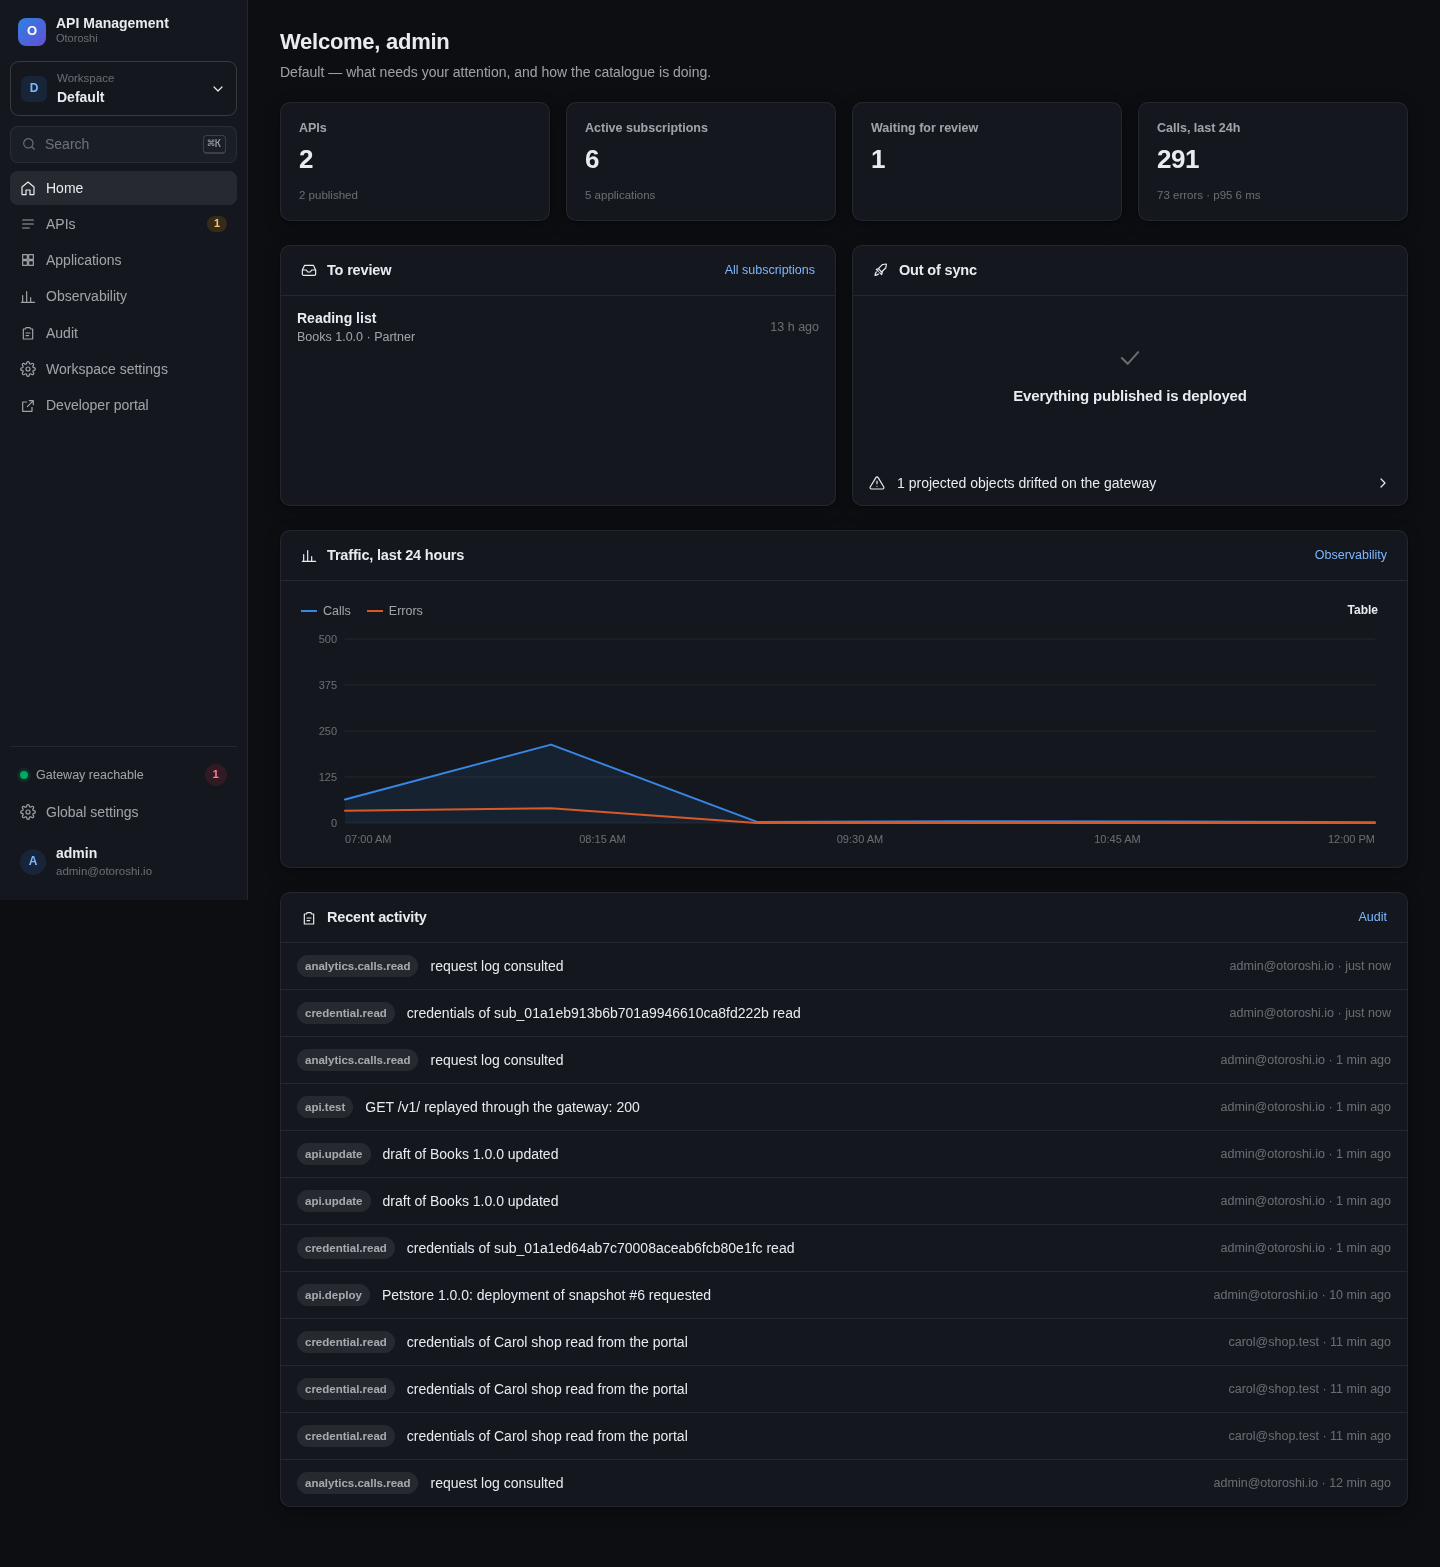 O
API Management
Otoroshi
D
Workspace
Default
Search
⌘K
Home
APIs
1
Applications
Observability
Audit
Workspace settings
Developer portal
Gateway reachable
1
Global settings
A
admin
admin@otoroshi.io
Welcome, admin
Default — what needs your attention, and how the catalogue is doing.
APIs
2
2 published
Active subscriptions
6
5 applications
Waiting for review
1
Calls, last 24h
291
73 errors · p95 6 ms
To review
All subscriptions
Reading list
Books 1.0.0 · Partner
13 h ago
Out of sync
Everything published is deployed
1 projected objects drifted on the gateway
Traffic, last 24 hours
Observability
Calls
Errors
Table
500
375
250
125
0
07:00 AM
08:15 AM
09:30 AM
10:45 AM
12:00 PM
Recent activity
Audit
analytics.calls.read request log consulted admin@otoroshi.io · just now
credential.read credentials of sub_01a1eb913b6b701a9946610ca8fd222b read admin@otoroshi.io · just now
analytics.calls.read request log consulted admin@otoroshi.io · 1 min ago
api.test GET /v1/ replayed through the gateway: 200 admin@otoroshi.io · 1 min ago
api.update draft of Books 1.0.0 updated admin@otoroshi.io · 1 min ago
api.update draft of Books 1.0.0 updated admin@otoroshi.io · 1 min ago
credential.read credentials of sub_01a1ed64ab7c70008aceab6fcb80e1fc read admin@otoroshi.io · 1 min ago
api.deploy Petstore 1.0.0: deployment of snapshot #6 requested admin@otoroshi.io · 10 min ago
credential.read credentials of Carol shop read from the portal carol@shop.test · 11 min ago
credential.read credentials of Carol shop read from the portal carol@shop.test · 11 min ago
credential.read credentials of Carol shop read from the portal carol@shop.test · 11 min ago
analytics.calls.read request log consulted admin@otoroshi.io · 12 min ago